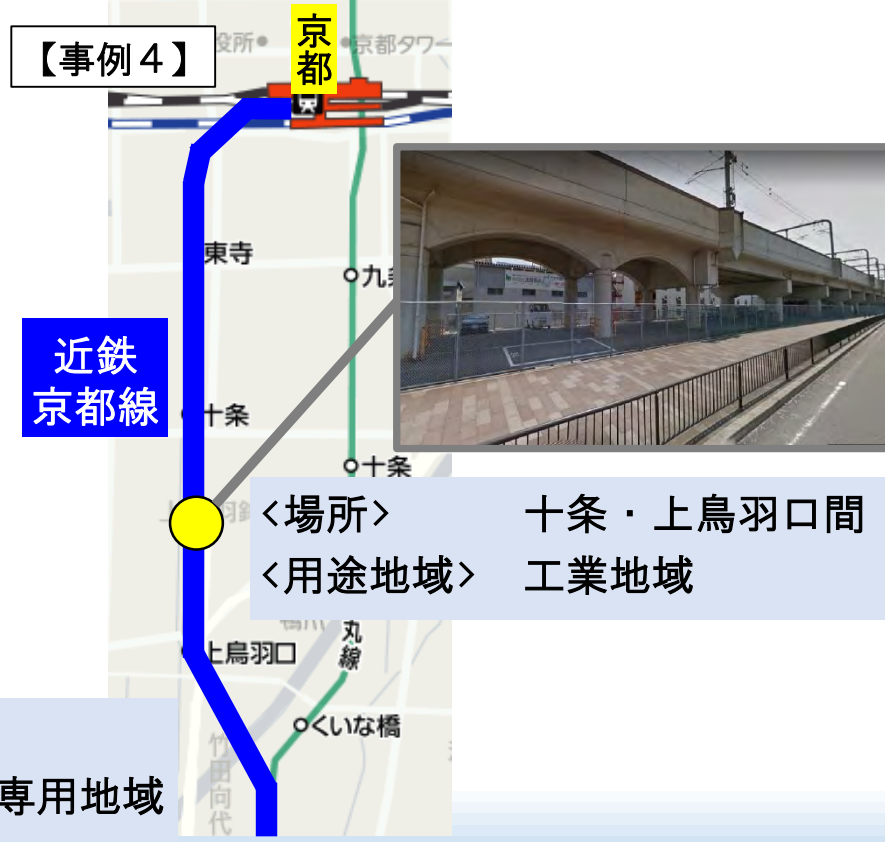 【事例４】
役所
京都
京都タワー
東寺
九条
近鉄
京都線
十条
十条
<場所>　十条・上鳥羽口間
<用途地域>　工業地域
鴨川
丸線
上鳥羽口
くいな橋
竹田向代
専用地域